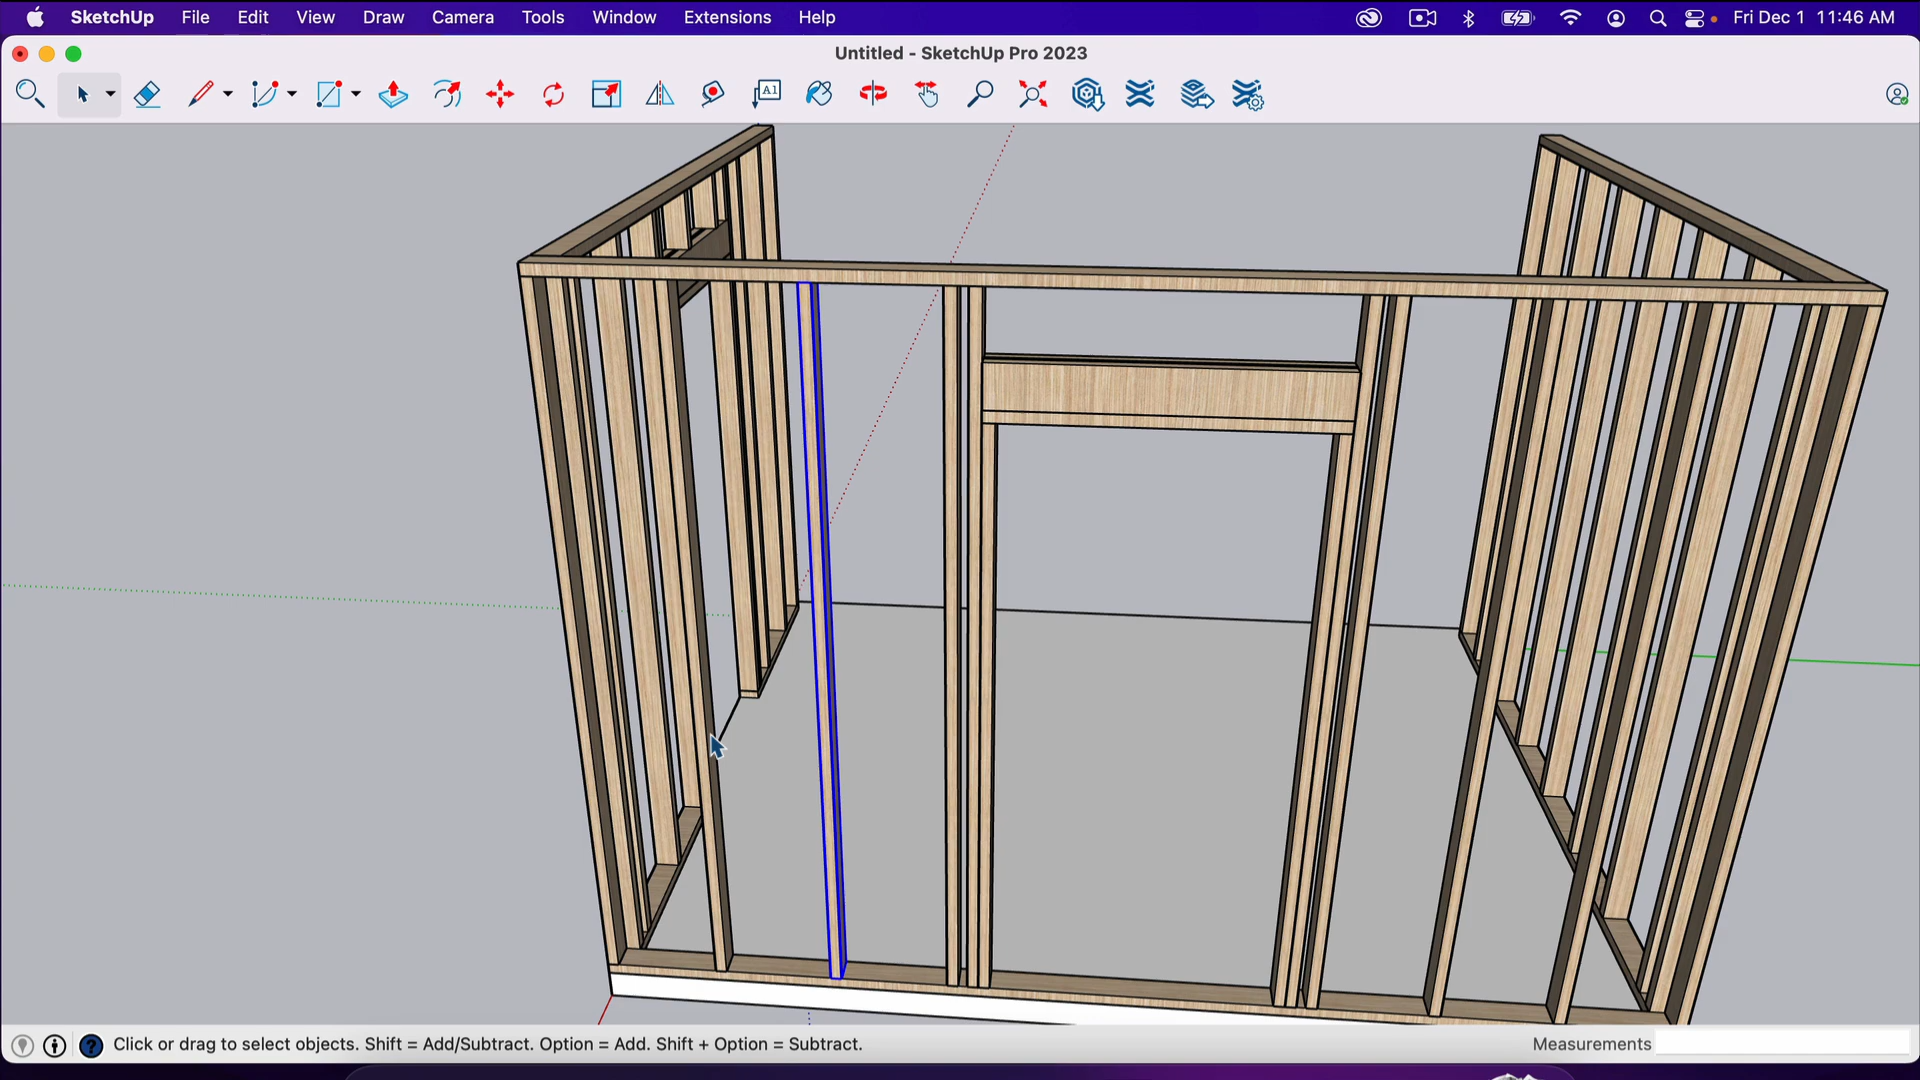 SketchUp File Edit View Draw Camera Tools Window Extensions Help Fri Dec 1 11:46 AM
Untitled - SketchUp Pro 2023
A1
Click or drag to select objects. Shift = Add/Subtract. Option = Add. Shift + Option = Subtract. Measurements